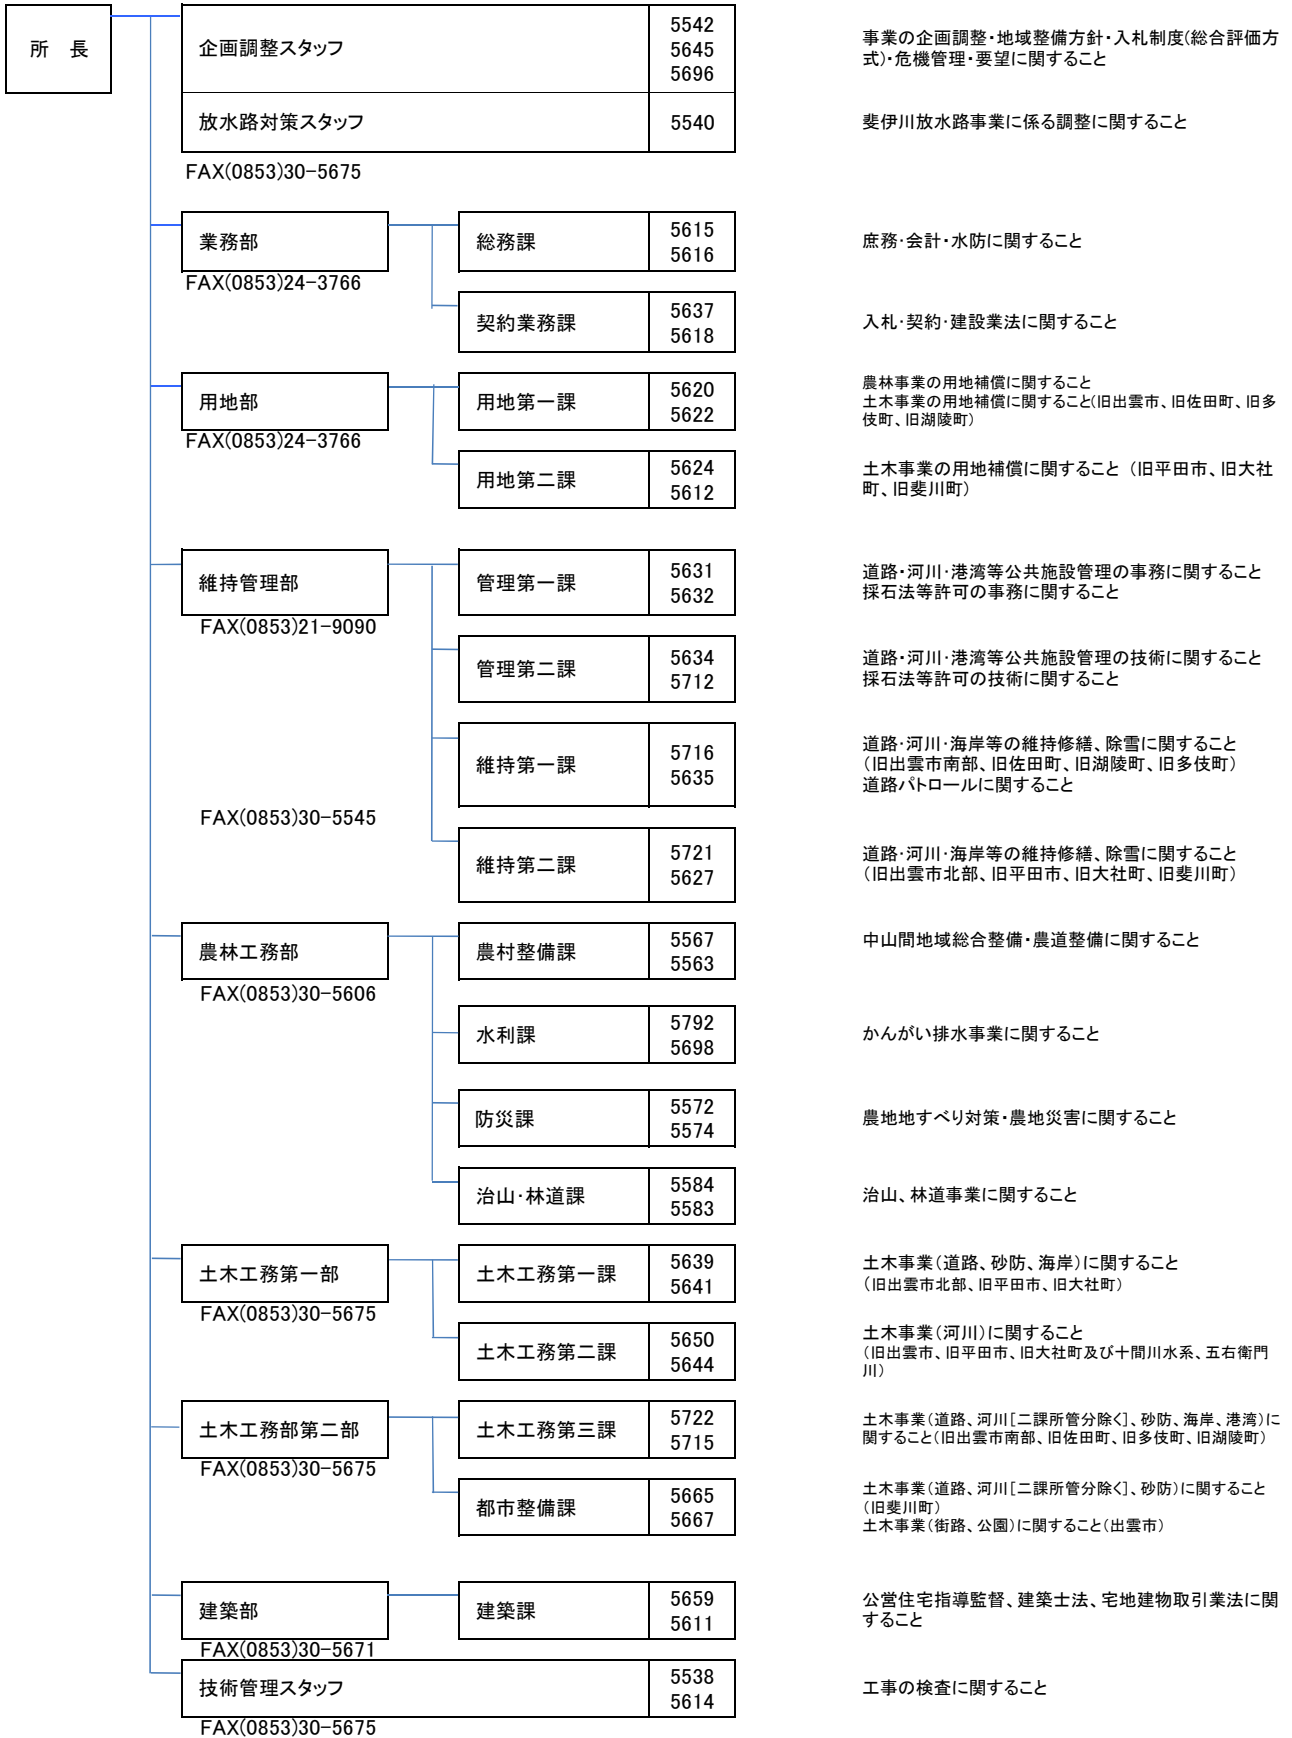 所　長
企画調整スタッフ
5542
5645
5696
事業の企画調整・地域整備方針・入札制度(総合評価方
式)・危機管理・要望に関すること
放水路対策スタッフ
5540
斐伊川放水路事業に係る調整に関すること
FAX(0853)30-5675
業務部
FAX(0853)24-3766
総務課
5615
5616
庶務・会計・水防に関すること
契約業務課
5637
5618
入札・契約・建設業法に関すること
用地部
FAX(0853)24-3766
用地第一課
5620
5622
農林事業の用地補償に関すること
土木事業の用地補償に関すること(旧出雲市、旧佐田町、旧多
伎町、旧湖陵町)
用地第二課
5624
5612
土木事業の用地補償に関すること（旧平田市、旧大社
町、旧斐川町)
維持管理部
FAX(0853)21-9090
管理第一課
5631
5632
道路・河川・港湾等公共施設管理の事務に関すること
採石法等許可の事務に関すること
管理第二課
5634
5712
道路・河川・港湾等公共施設管理の技術に関すること
採石法等許可の技術に関すること
維持第一課
5716
5635
道路・河川・海岸等の維持修繕、除雪に関すること
(旧出雲市南部、旧佐田町、旧湖陵町、旧多伎町)
道路パトロールに関すること
FAX(0853)30-5545
維持第二課
5721
5627
道路・河川・海岸等の維持修繕、除雪に関すること
(旧出雲市北部、旧平田市、旧大社町、旧斐川町)
農林工務部
FAX(0853)30-5606
農村整備課
5567
5563
中山間地域総合整備・農道整備に関すること
水利課
5792
5698
かんがい排水事業に関すること
防災課
5572
5574
農地地すべり対策・農地災害に関すること
治山・林道課
5584
5583
治山、林道事業に関すること
土木工務第一部
FAX(0853)30-5675
土木工務第一課
5639
5641
土木事業(道路、砂防、海岸)に関すること
(旧出雲市北部、旧平田市、旧大社町)
土木工務第二課
5650
5644
土木事業(河川)に関すること
(旧出雲市、旧平田市、旧大社町及び十間川水系、五右衛門
川)
土木工務部第二部
FAX(0853)30-5675
土木工務第三課
5722
5715
土木事業(道路、河川[二課所管分除く]、砂防、海岸、港湾)に
関すること(旧出雲市南部、旧佐田町、旧多伎町、旧湖陵町)
都市整備課
5665
5667
土木事業(道路、河川[二課所管分除く]、砂防)に関すること
(旧斐川町)
土木事業(街路、公園)に関すること(出雲市)
建築部
FAX(0853)30-5671
建築課
5659
5611
公営住宅指導監督、建築士法、宅地建物取引業法に関
すること
技術管理スタッフ
5538
5614
工事の検査に関すること
FAX(0853)30-5675